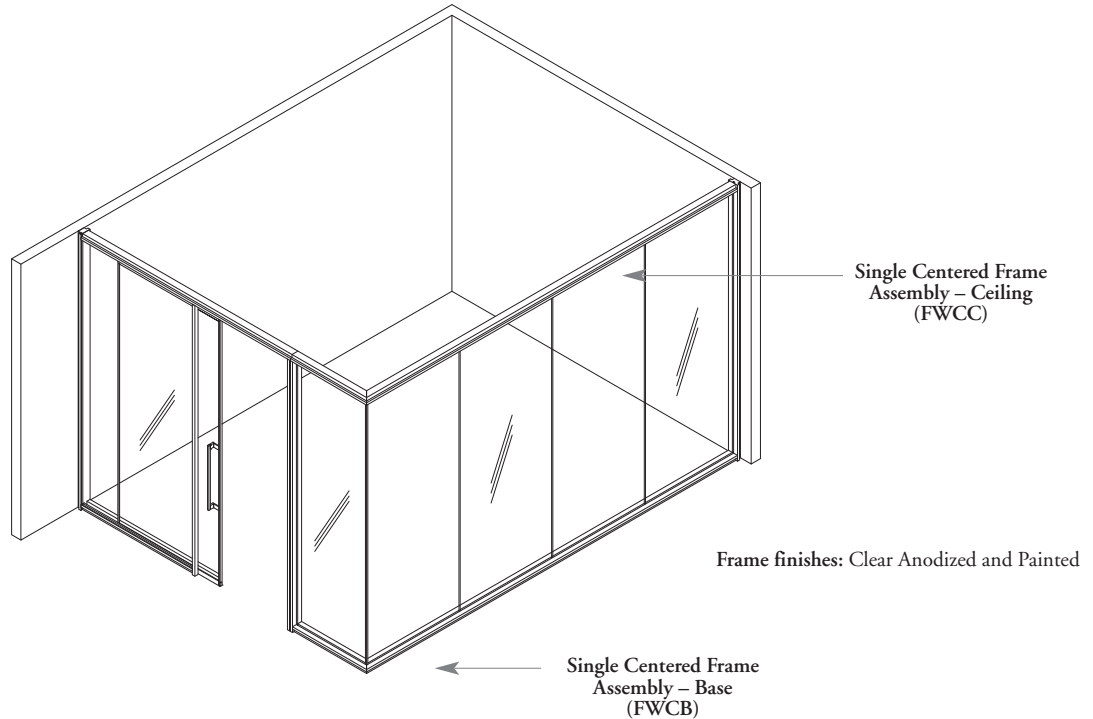 Single Centered Frame
Assembly – Ceiling
(FWCC)
Frame finishes: Clear Anodized and Painted
Single Centered Frame
Assembly – Base
(FWCB)